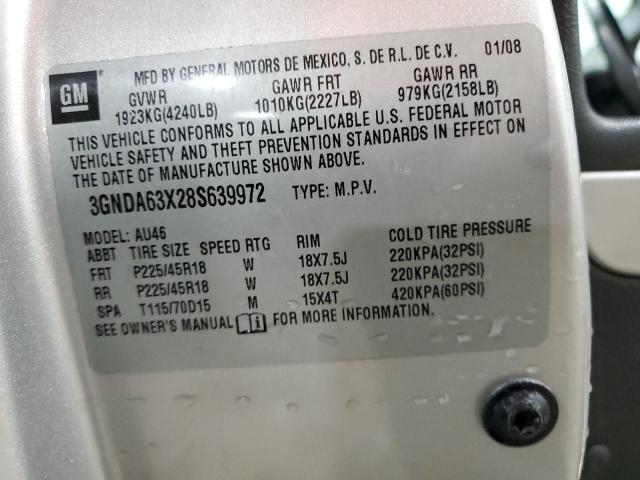 GM
MFD BY GENERAL MOTORS DE MEXICO, S. DE R.L. DE C.V. 01/08
GVWR GAWR FRT GAWR RR
1923KG(4240LB) 1010KG(2227LB) 979KG(2158LB)
THIS VEHICLE CONFORMS TO ALL APPLICABLE U.S. FEDERAL MOTOR
VEHICLE SAFETY AND THEFT PREVENTION STANDARDS IN EFFECT ON
THE DATE OF MANUFACTURE SHOWN ABOVE.
3GNDA63X28S639972 TYPE: M.P.V.
MODEL: AU46
ABBT TIRE SIZE SPEED RTG RIM COLD TIRE PRESSURE
FRT P225/45R18 W 18X7.5J 220KPA(32PSI)
RR P225/45R18 W 18X7.5J 220KPA(32PSI)
SPA T115/70D15 M 15X4T 420KPA(60PSI)
SEE OWNER'S MANUAL FOR MORE INFORMATION.